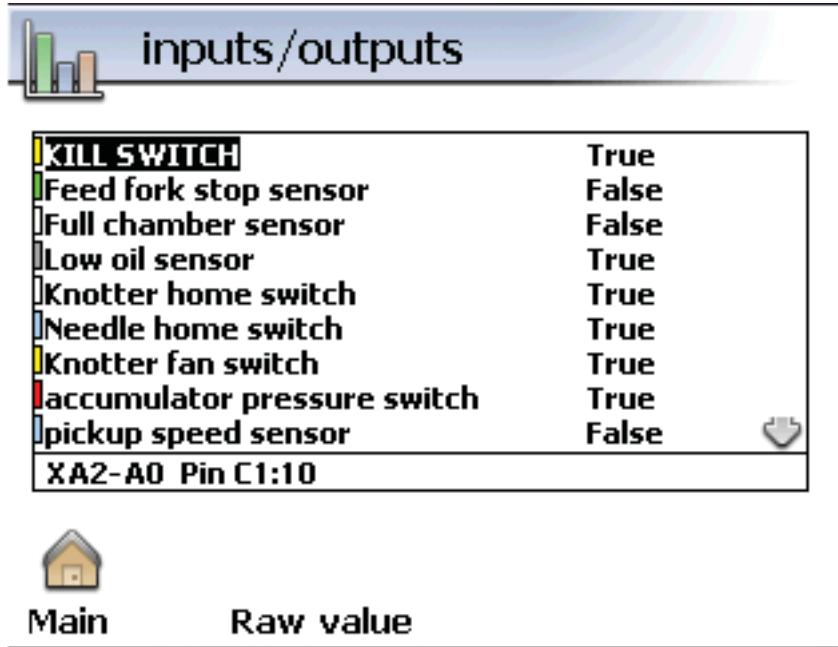 inputs/outputs
KILL SWITCH True
Feed fork stop sensor False
Full chamber sensor False
Low oil sensor True
Knotter home switch True
Needle home switch True
Knotter fan switch True
accumulator pressure switch True
pickup speed sensor False
XA2-A0 Pin C1:10
Main Raw value